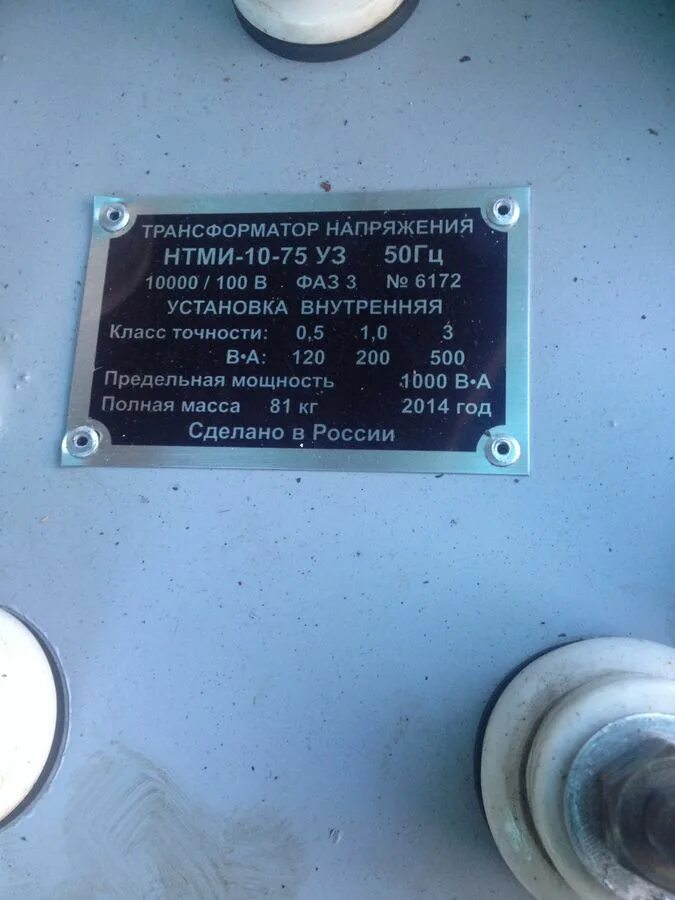 ТРАНСФОРМАТОР НАПРЯЖЕНИЯ
НТМИ-10-75 УЗ 50Гц
10000 / 100 В ФАЗ 3 № 6172
УСТАНОВКА ВНУТРЕННЯЯ
Класс точности: 0,5 1,0 3
В•А: 120 200 500
Предельная мощность 1000 В•А
Полная масса 81 кг 2014 год
Сделано в России